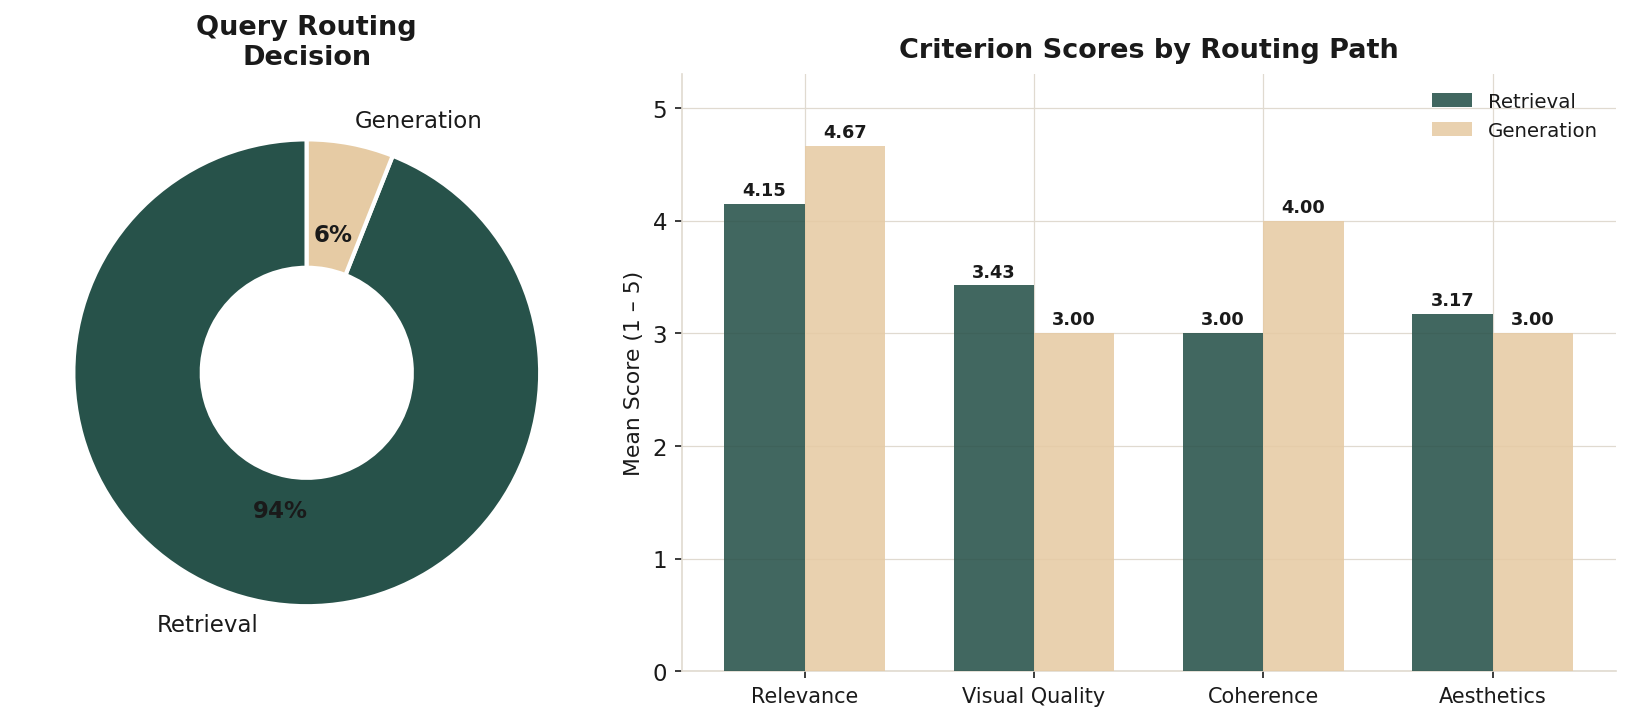 Query Routing
Decision
Generation
6%
94%
Retrieval
Criterion Scores by Routing Path
Mean Score (1 – 5)
5
4
3
2
1
0
Retrieval
Generation
4.15
4.67
3.43
3.00
3.00
4.00
3.17
3.00
Relevance
Visual Quality
Coherence
Aesthetics